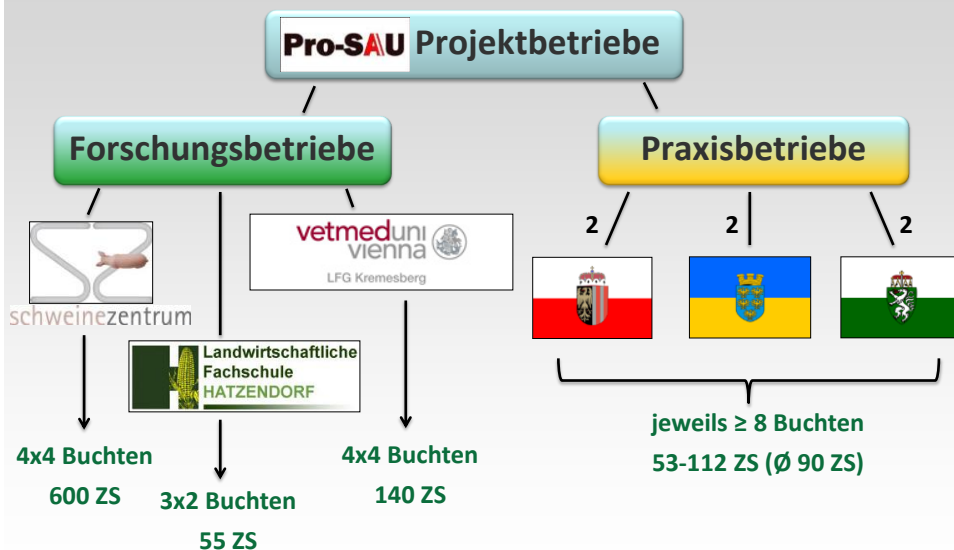 Pro-SAU Projektbetriebe
Forschungsbetriebe
Praxisbetriebe
schweinezentrum
vetmeduni
vienna
LFG Kremesberg
Landwirtschaftliche
Fachschule
HATZENDORF
2
2
2
4x4 Buchten
600 ZS
3x2 Buchten
55 ZS
4x4 Buchten
140 ZS
jeweils ≥ 8 Buchten
53-112 ZS (Ø 90 ZS)